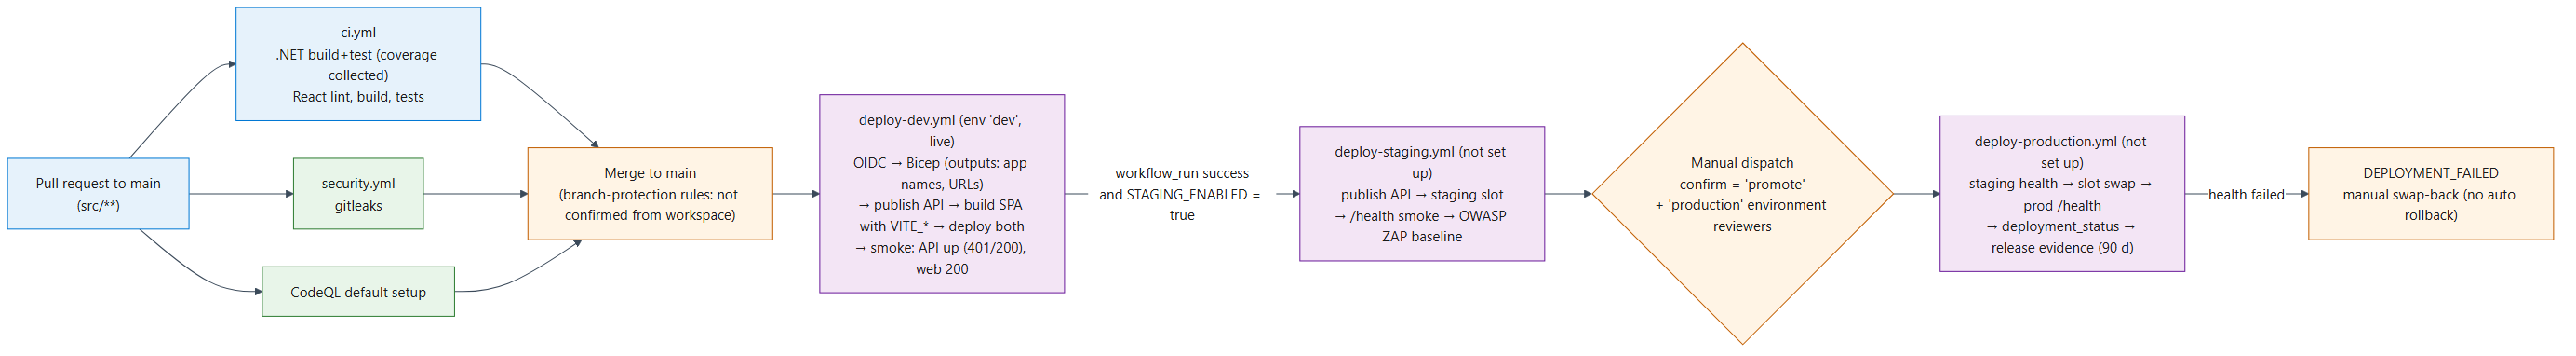 Pull request to main
(src/**)
ci.yml
.NET build+test (coverage
collected)
React lint, build, tests
security.yml
gitleaks
CodeQL default setup
Merge to main
(branch-protection rules: not
confirmed from workspace)
deploy-dev.yml (env 'dev',
live)
OIDC → Bicep (outputs: app
names, URLs)
→ publish API → build SPA
with VITE_* → deploy both
→ smoke: API up (401/200),
web 200
workflow_run success
and STAGING_ENABLED =
true
deploy-staging.yml (not set
up)
publish API → staging slot
→ /health smoke → OWASP
ZAP baseline
Manual dispatch
confirm = 'promote'
+ 'production' environment
reviewers
deploy-production.yml (not
set up)
staging health → slot swap →
prod /health
→ deployment_status →
release evidence (90 d)
health failed
DEPLOYMENT_FAILED
manual swap-back (no auto
rollback)